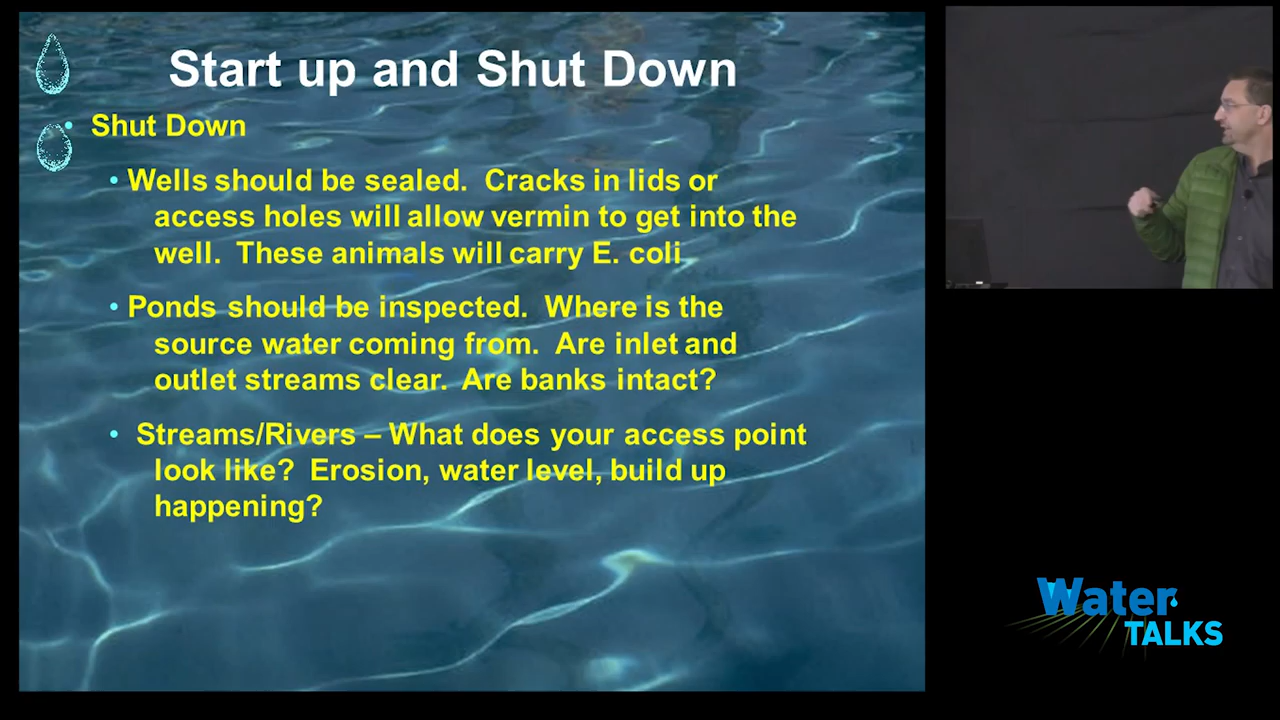 Start up and Shut Down
• Shut Down
• Wells should be sealed. Cracks in lids or
access holes will allow vermin to get into the
well. These animals will carry E. coli
• Ponds should be inspected. Where is the
source water coming from. Are inlet and
outlet streams clear. Are banks intact?
• Streams/Rivers – What does your access point
look like? Erosion, water level, build up
happening?
Water
TALKS